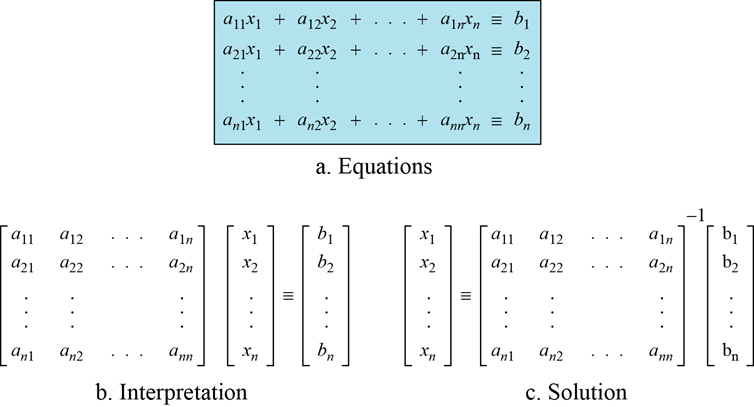 a₁₁x₁ + a₁₂x₂ + . . . + a₁ₙxₙ ≡ b₁
a₂₁x₁ + a₂₂x₂ + . . . + a₂ₙxₙ ≡ b₂
. . . .
. . . .
. . . .
aₙ₁x₁ + aₙ₂x₂ + . . . + aₙₙxₙ ≡ bₙ
a. Equations
−1
a₁₁ a₁₂ . . . a₁ₙ x₁ b₁ x₁ a₁₁ a₁₂ . . . a₁ₙ b₁
a₂₁ a₂₂ . . . a₂ₙ x₂ b₂ x₂ a₂₁ a₂₂ . . . a₂ₙ b₂
. . . . . . . . . .
. . . . ≡ . . ≡ . . . .
. . . . . . . . . .
aₙ₁ aₙ₂ . . . aₙₙ xₙ bₙ xₙ aₙ₁ aₙ₂ . . . aₙₙ bₙ
b. Interpretation c. Solution